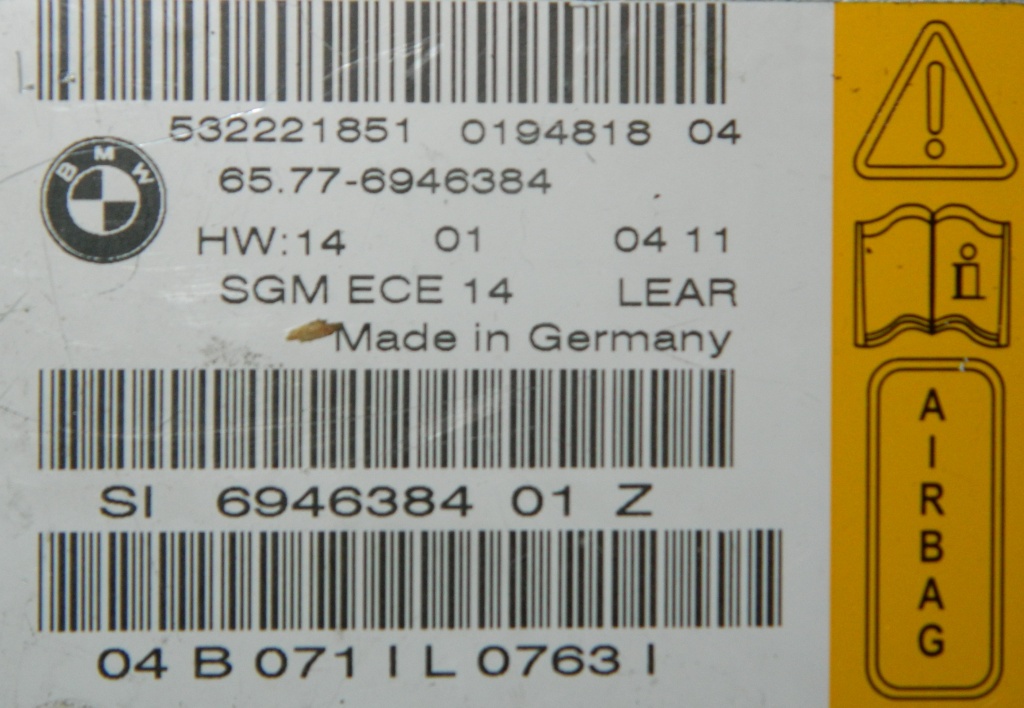 532221851 0194818 04
BMW
65.77-6946384
HW:14 01 04 11
SGM ECE 14 LEAR
Made in Germany
SI 6946384 01 Z
04 B 071 I L 0763 I
i
AIRBAG